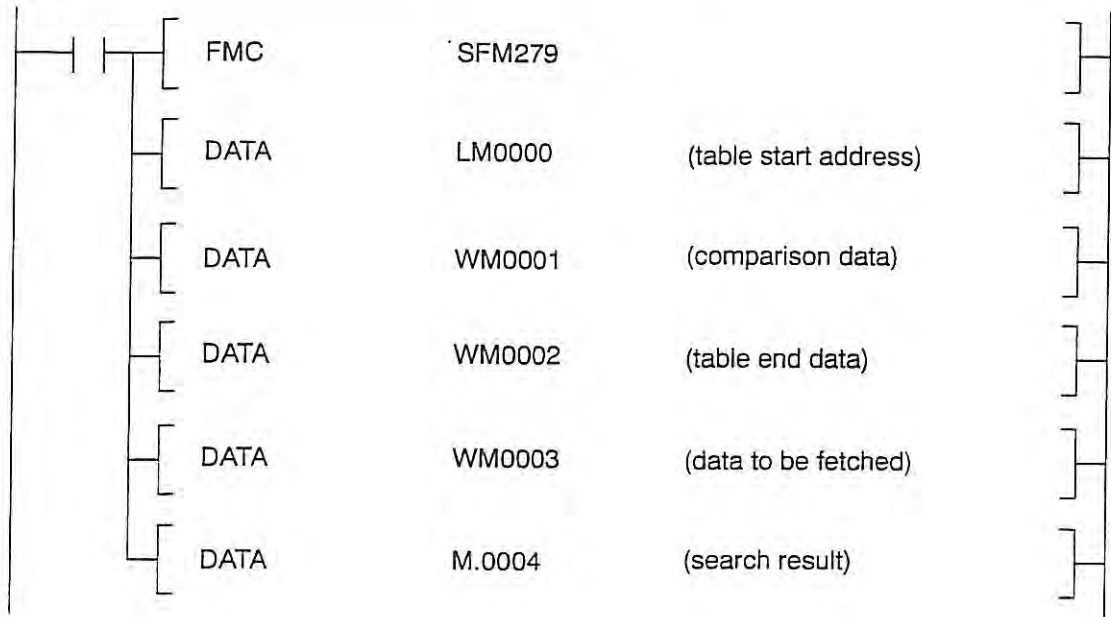 FMC SFM279
DATA LM0000 (table start address)
DATA WM0001 (comparison data)
DATA WM0002 (table end data)
DATA WM0003 (data to be fetched)
DATA M.0004 (search result)